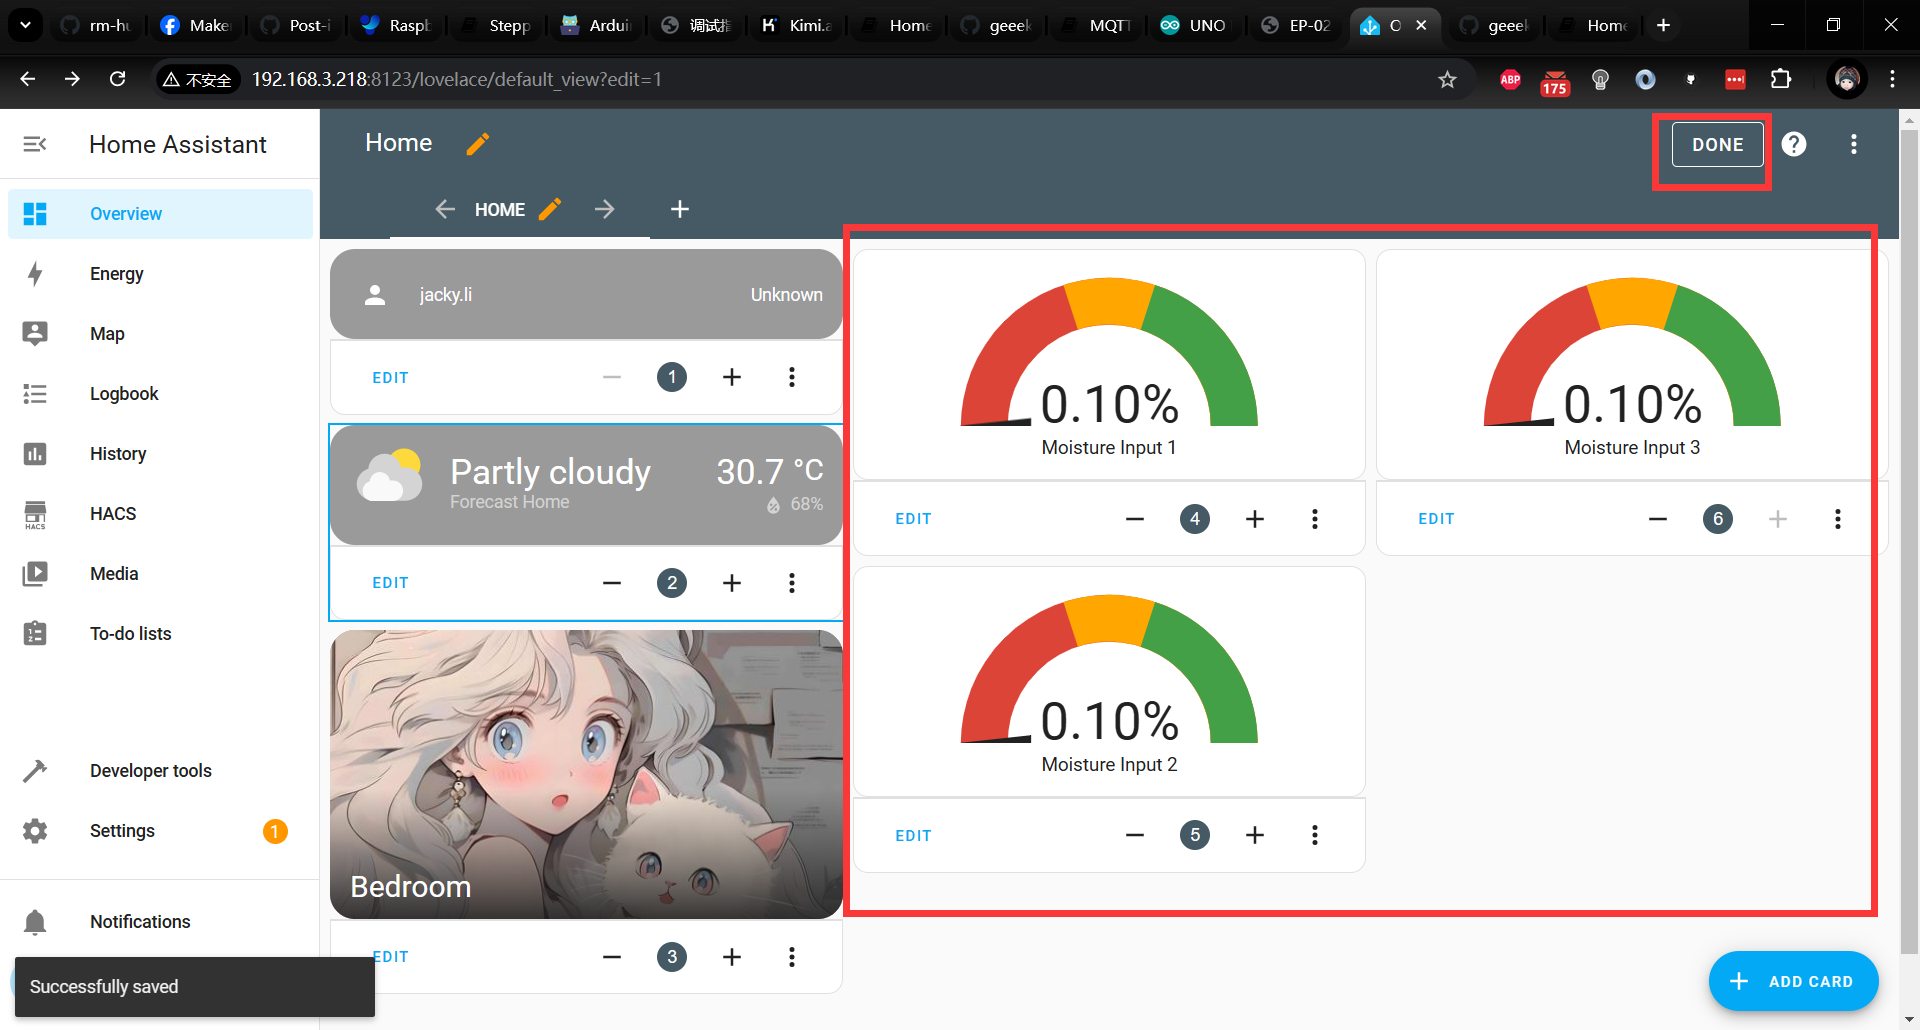 rm-hu
Maker
Post-i
Raspb
Stepp
Ardui
调试指
Kimi.a
Home
geeek
MQTT
UNO
EP-02
O
geeek
Home
不安全
192.168.3.218:8123/lovelace/default_view?edit=1
ABP
175
Home Assistant
Home
DONE
HOME
Overview
Energy
Map
Logbook
History
HACS
Media
To-do lists
Developer tools
Settings
1
Notifications
Successfully saved
jacky.li
Unknown
EDIT
1
Partly cloudy
30.7 °C
Forecast Home
68%
EDIT
2
Bedroom
EDIT
3
0.10%
Moisture Input 1
EDIT
4
0.10%
Moisture Input 2
EDIT
5
0.10%
Moisture Input 3
EDIT
6
ADD CARD